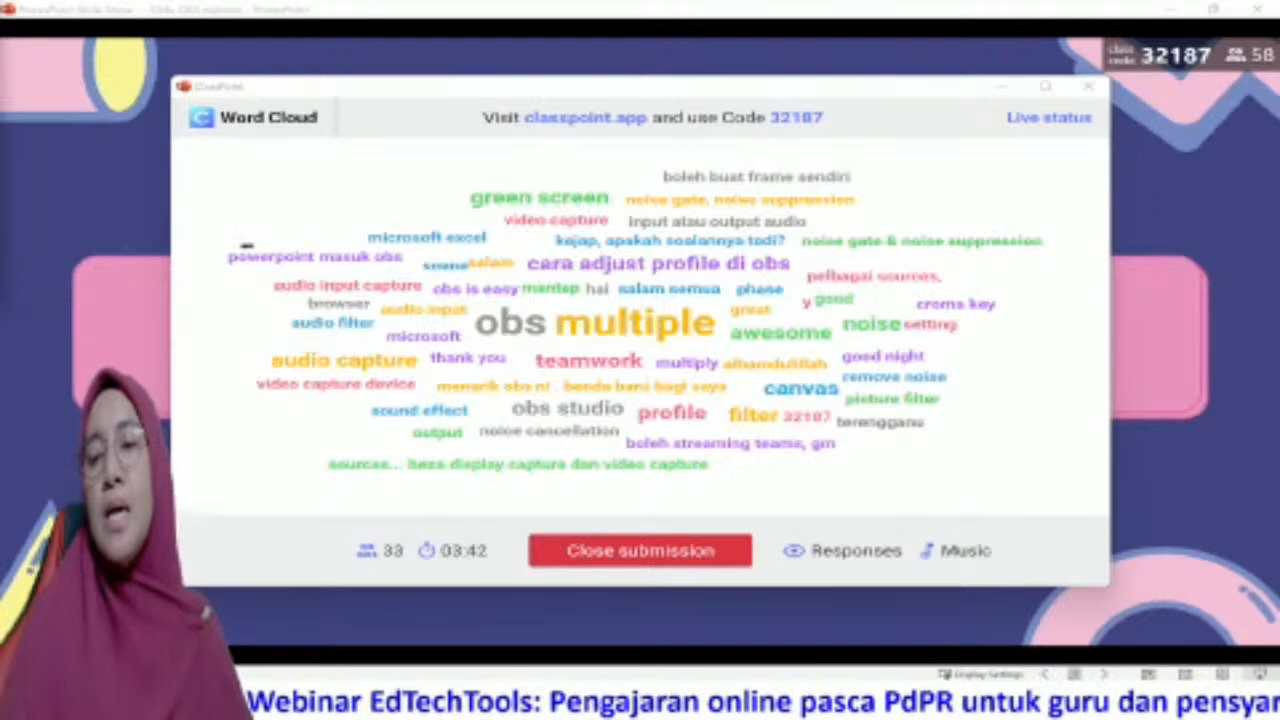 class code 32187 58
ClassPoint
Word Cloud
Visit classpoint.app and use Code 32187
Live status
boleh buat frame sendiri
green screen noise gate, noise suppression
video capture input atau output audio
microsoft excel kejap, apakah soalannya tadi? noise gate & noise suppression
powerpoint masuk obs scene salam cara adjust profile di obs pelbagai sources,
audio input capture obs is easy mantap hai salam semua phase y good croma key
browser audio input great
audio filter microsoft obs multiple awesome noise setting
audio capture thank you teamwork multiply alhamdulillah good night
video capture device menarik obs ni . benda baru bagi saya canvas remove noise
picture filter
sound effect obs studio profile filter 32187 terengganu
output noise cancellation boleh streaming teams, gm
sources... beza display capture dan video capture
33 03:42 Close submission Responses Music
Display Settings
Webinar EdTechTools: Pengajaran online pasca PdPR untuk guru dan pensyar